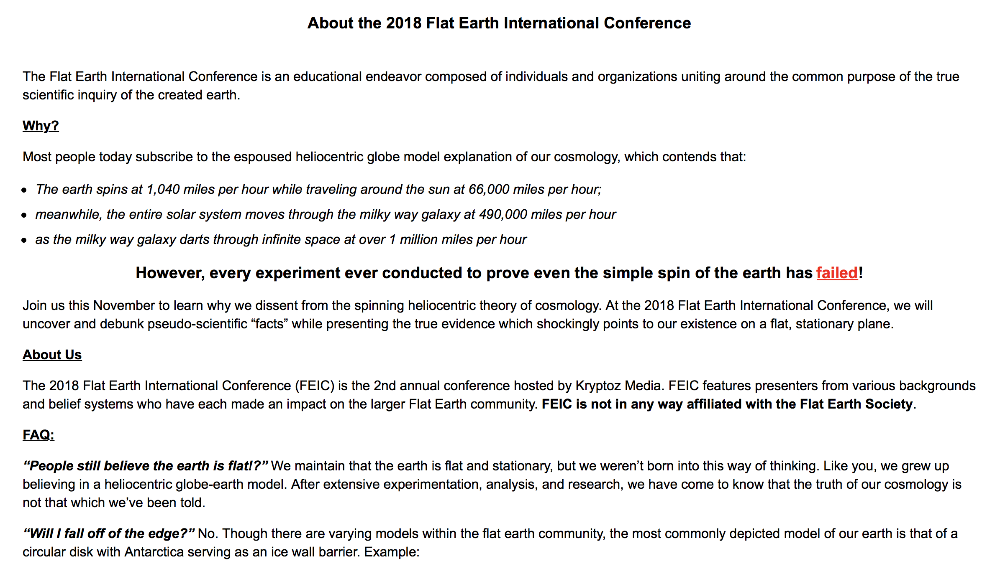 About the 2018 Flat Earth International Conference
The Flat Earth International Conference is an educational endeavor composed of individuals and organizations uniting around the common purpose of the true
scientific inquiry of the created earth.
Why?
Most people today subscribe to the espoused heliocentric globe model explanation of our cosmology, which contends that:
• The earth spins at 1,040 miles per hour while traveling around the sun at 66,000 miles per hour;
• meanwhile, the entire solar system moves through the milky way galaxy at 490,000 miles per hour
• as the milky way galaxy darts through infinite space at over 1 million miles per hour
However, every experiment ever conducted to prove even the simple spin of the earth has failed!
Join us this November to learn why we dissent from the spinning heliocentric theory of cosmology. At the 2018 Flat Earth International Conference, we will
uncover and debunk pseudo-scientific “facts” while presenting the true evidence which shockingly points to our existence on a flat, stationary plane.
About Us
The 2018 Flat Earth International Conference (FEIC) is the 2nd annual conference hosted by Kryptoz Media. FEIC features presenters from various backgrounds
and belief systems who have each made an impact on the larger Flat Earth community. FEIC is not in any way affiliated with the Flat Earth Society.
FAQ:
“People still believe the earth is flat!?” We maintain that the earth is flat and stationary, but we weren’t born into this way of thinking. Like you, we grew up
believing in a heliocentric globe-earth model. After extensive experimentation, analysis, and research, we have come to know that the truth of our cosmology is
not that which we’ve been told.
“Will I fall off of the edge?” No. Though there are varying models within the flat earth community, the most commonly depicted model of our earth is that of a
circular disk with Antarctica serving as an ice wall barrier. Example: